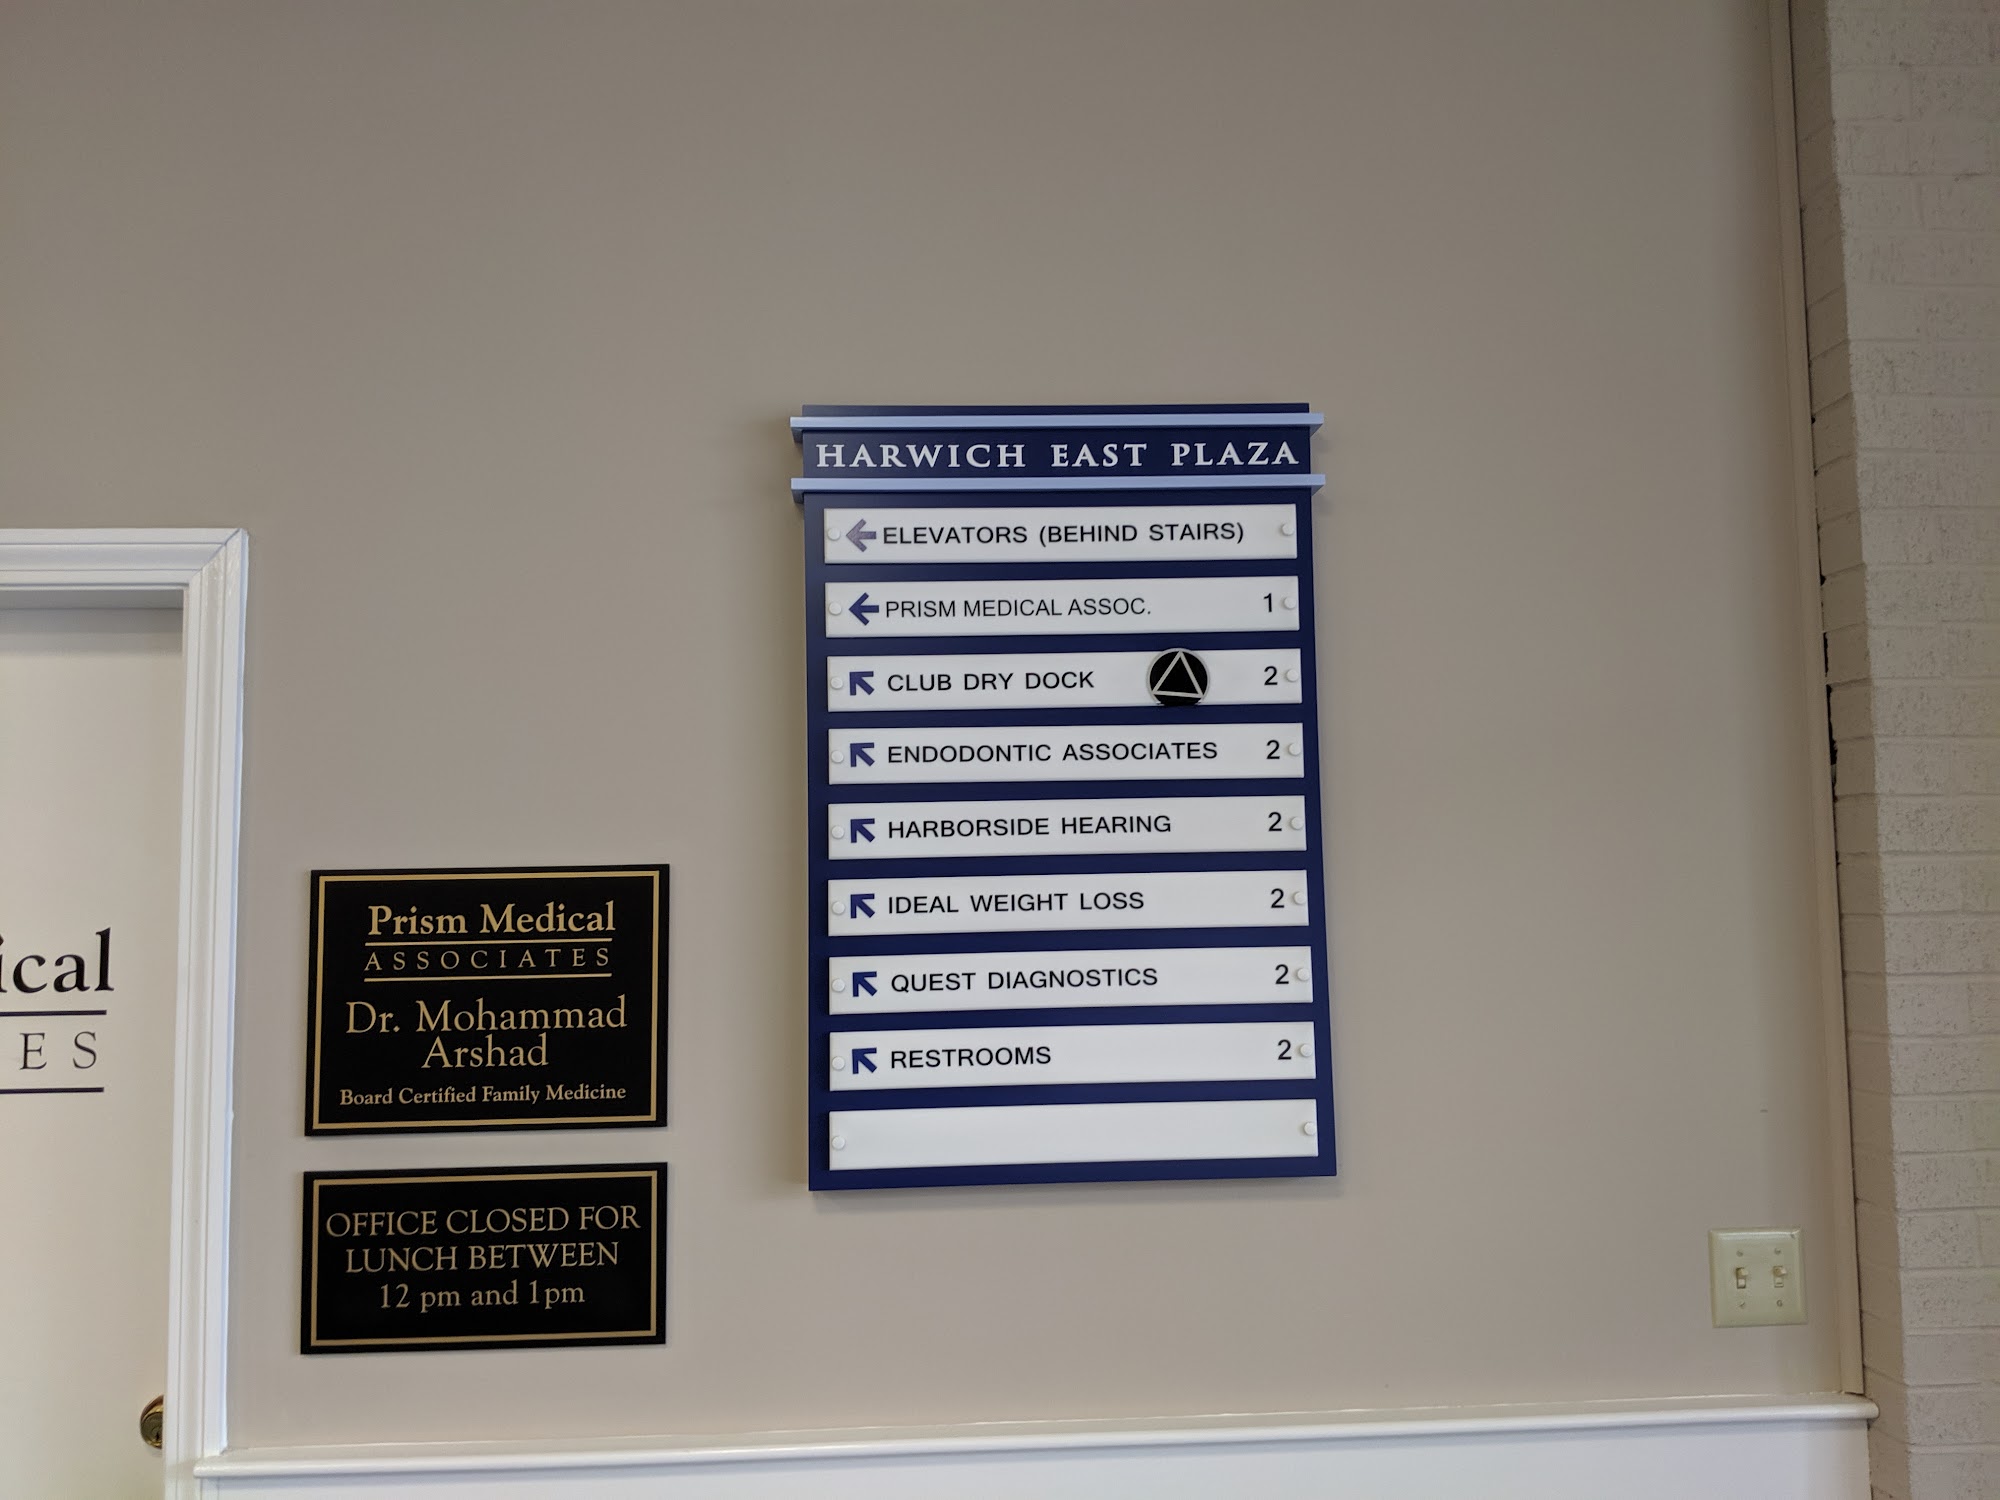 HARWICH EAST PLAZA
ELEVATORS (BEHIND STAIRS)
PRISM MEDICAL ASSOC. 1
CLUB DRY DOCK 2
ENDODONTIC ASSOCIATES 2
HARBORSIDE HEARING 2
IDEAL WEIGHT LOSS 2
QUEST DIAGNOSTICS 2
RESTROOMS 2
Prism Medical
ASSOCIATES
Dr. Mohammad
Arshad
Board Certified Family Medicine
OFFICE CLOSED FOR
LUNCH BETWEEN
12 pm and 1pm
ical
ES